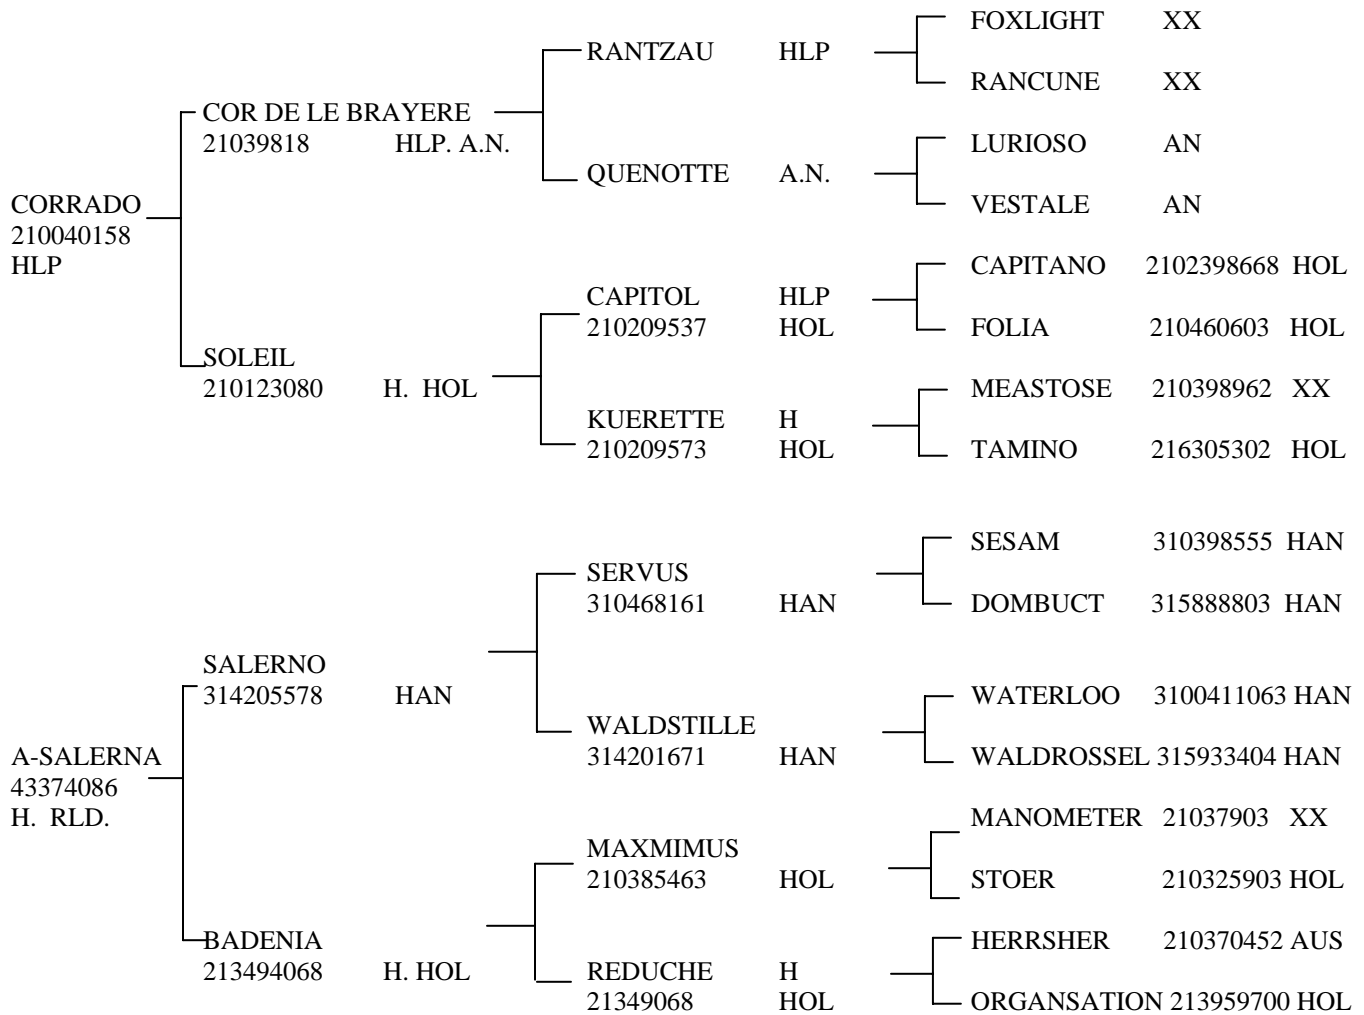 FOXLIGHT XX
RANTZAU HLP
RANCUNE XX
COR DE LE BRAYERE
21039818 HLP. A.N.
LURIOSO AN
QUENOTTE A.N.
VESTALE AN
CORRADO
210040158
HLP
CAPITANO 2102398668 HOL
CAPITOL HLP
210209537 HOL
FOLIA 210460603 HOL
SOLEIL
210123080 H. HOL
MEASTOSE 210398962 XX
KUERETTE H
210209573 HOL
TAMINO 216305302 HOL
SESAM 310398555 HAN
SERVUS
310468161 HAN
DOMBUCT 315888803 HAN
SALERNO
314205578 HAN
WATERLOO 3100411063 HAN
WALDSTILLE
314201671 HAN
WALDROSSEL 315933404 HAN
A-SALERNA
43374086
H. RLD.
MANOMETER 21037903 XX
MAXMIMUS
210385463 HOL
STOER 210325903 HOL
BADENIA
213494068 H. HOL
HERRSHER 210370452 AUS
REDUCHE H
21349068 HOL
ORGANSATION 213959700 HOL